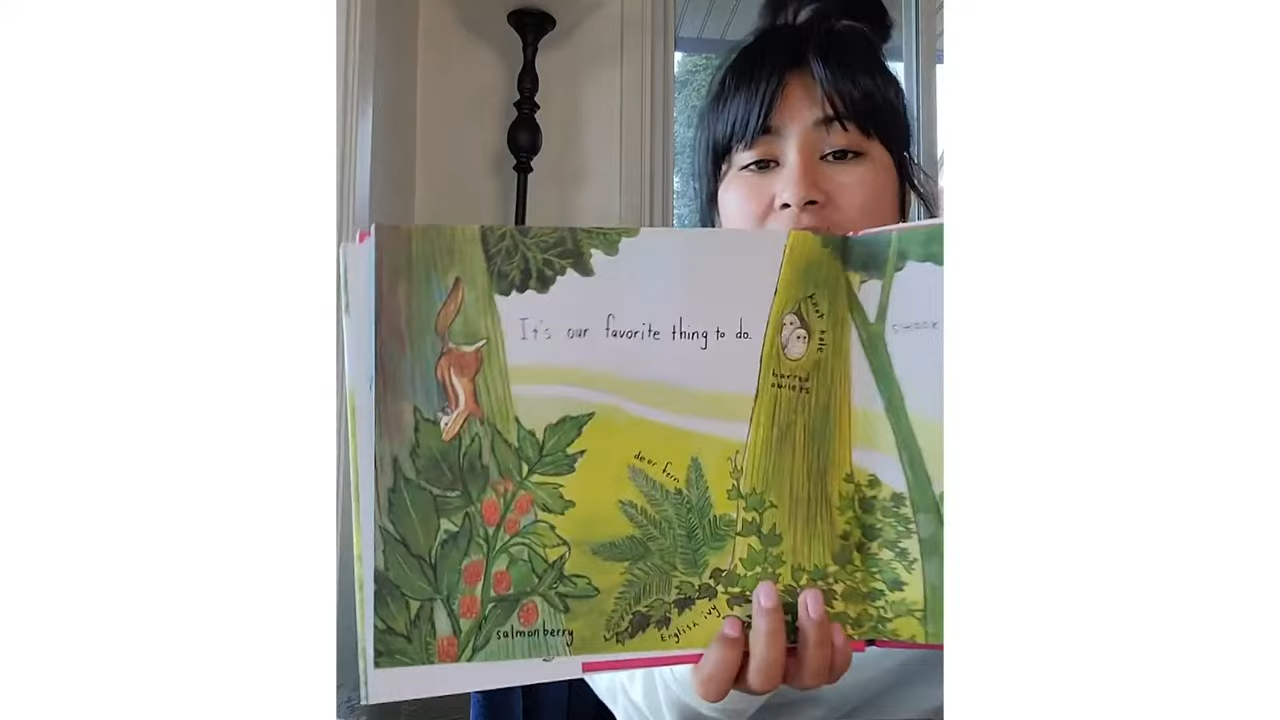 It's our favorite thing to do.
knot hole
barred
owlets
deer fern
English ivy
salmonberry